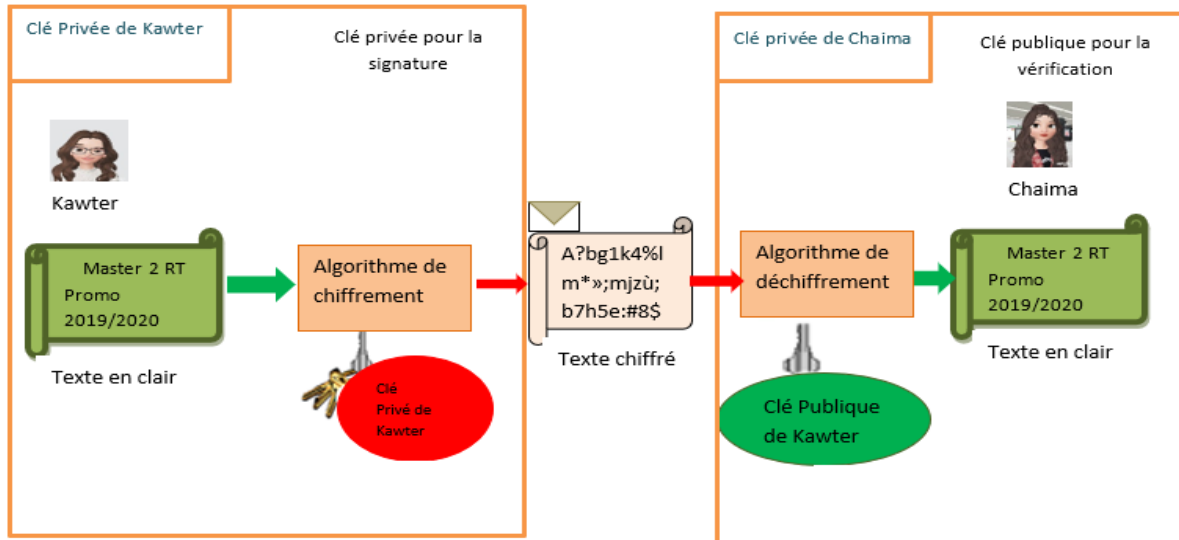 Clé Privée de Kawter
Clé privée pour la
signature
Kawter
Master 2 RT
Promo
2019/2020
Texte en clair
Algorithme de
chiffrement
Clé
Privé de
Kawter
A?bg1k4%l
m*»;mjzù;
b7h5e:#8$
Texte chiffré
Clé privée de Chaima
Clé publique pour la
vérification
Chaima
Algorithme de
déchiffrement
Clé Publique
de Kawter
Master 2 RT
Promo
2019/2020
Texte en clair